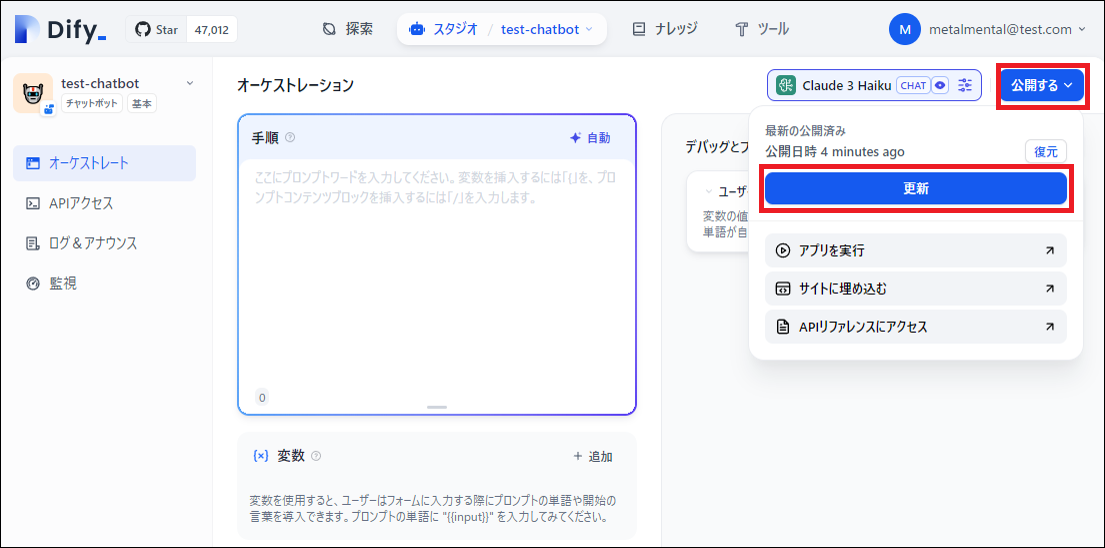 Dify_
Star 47,012
探索
スタジオ / test-chatbot
ナレッジ
ツール
M metalmental@test.com
test-chatbot
チャットボット 基本
オーケストレート
APIアクセス
ログ＆アナウンス
監視
オーケストレーション
Claude 3 Haiku CHAT
公開する
手順
自動
ここにプロンプトワードを入力してください。変数を挿入するには「{」を、プロ
ンプトコンテンツブロックを挿入するには「/」を入力します。
0
{x} 変数
+ 追加
変数を使用すると、ユーザーはフォームに入力する際にプロンプトの単語や開始の
言葉を導入できます。プロンプトの単語に "{{input}}" を入力してみてください。
デバッグとプ
ユーザー
変数の値
単語が自
最新の公開済み
公開日時 4 minutes ago
復元
更新
アプリを実行
サイトに埋め込む
APIリファレンスにアクセス